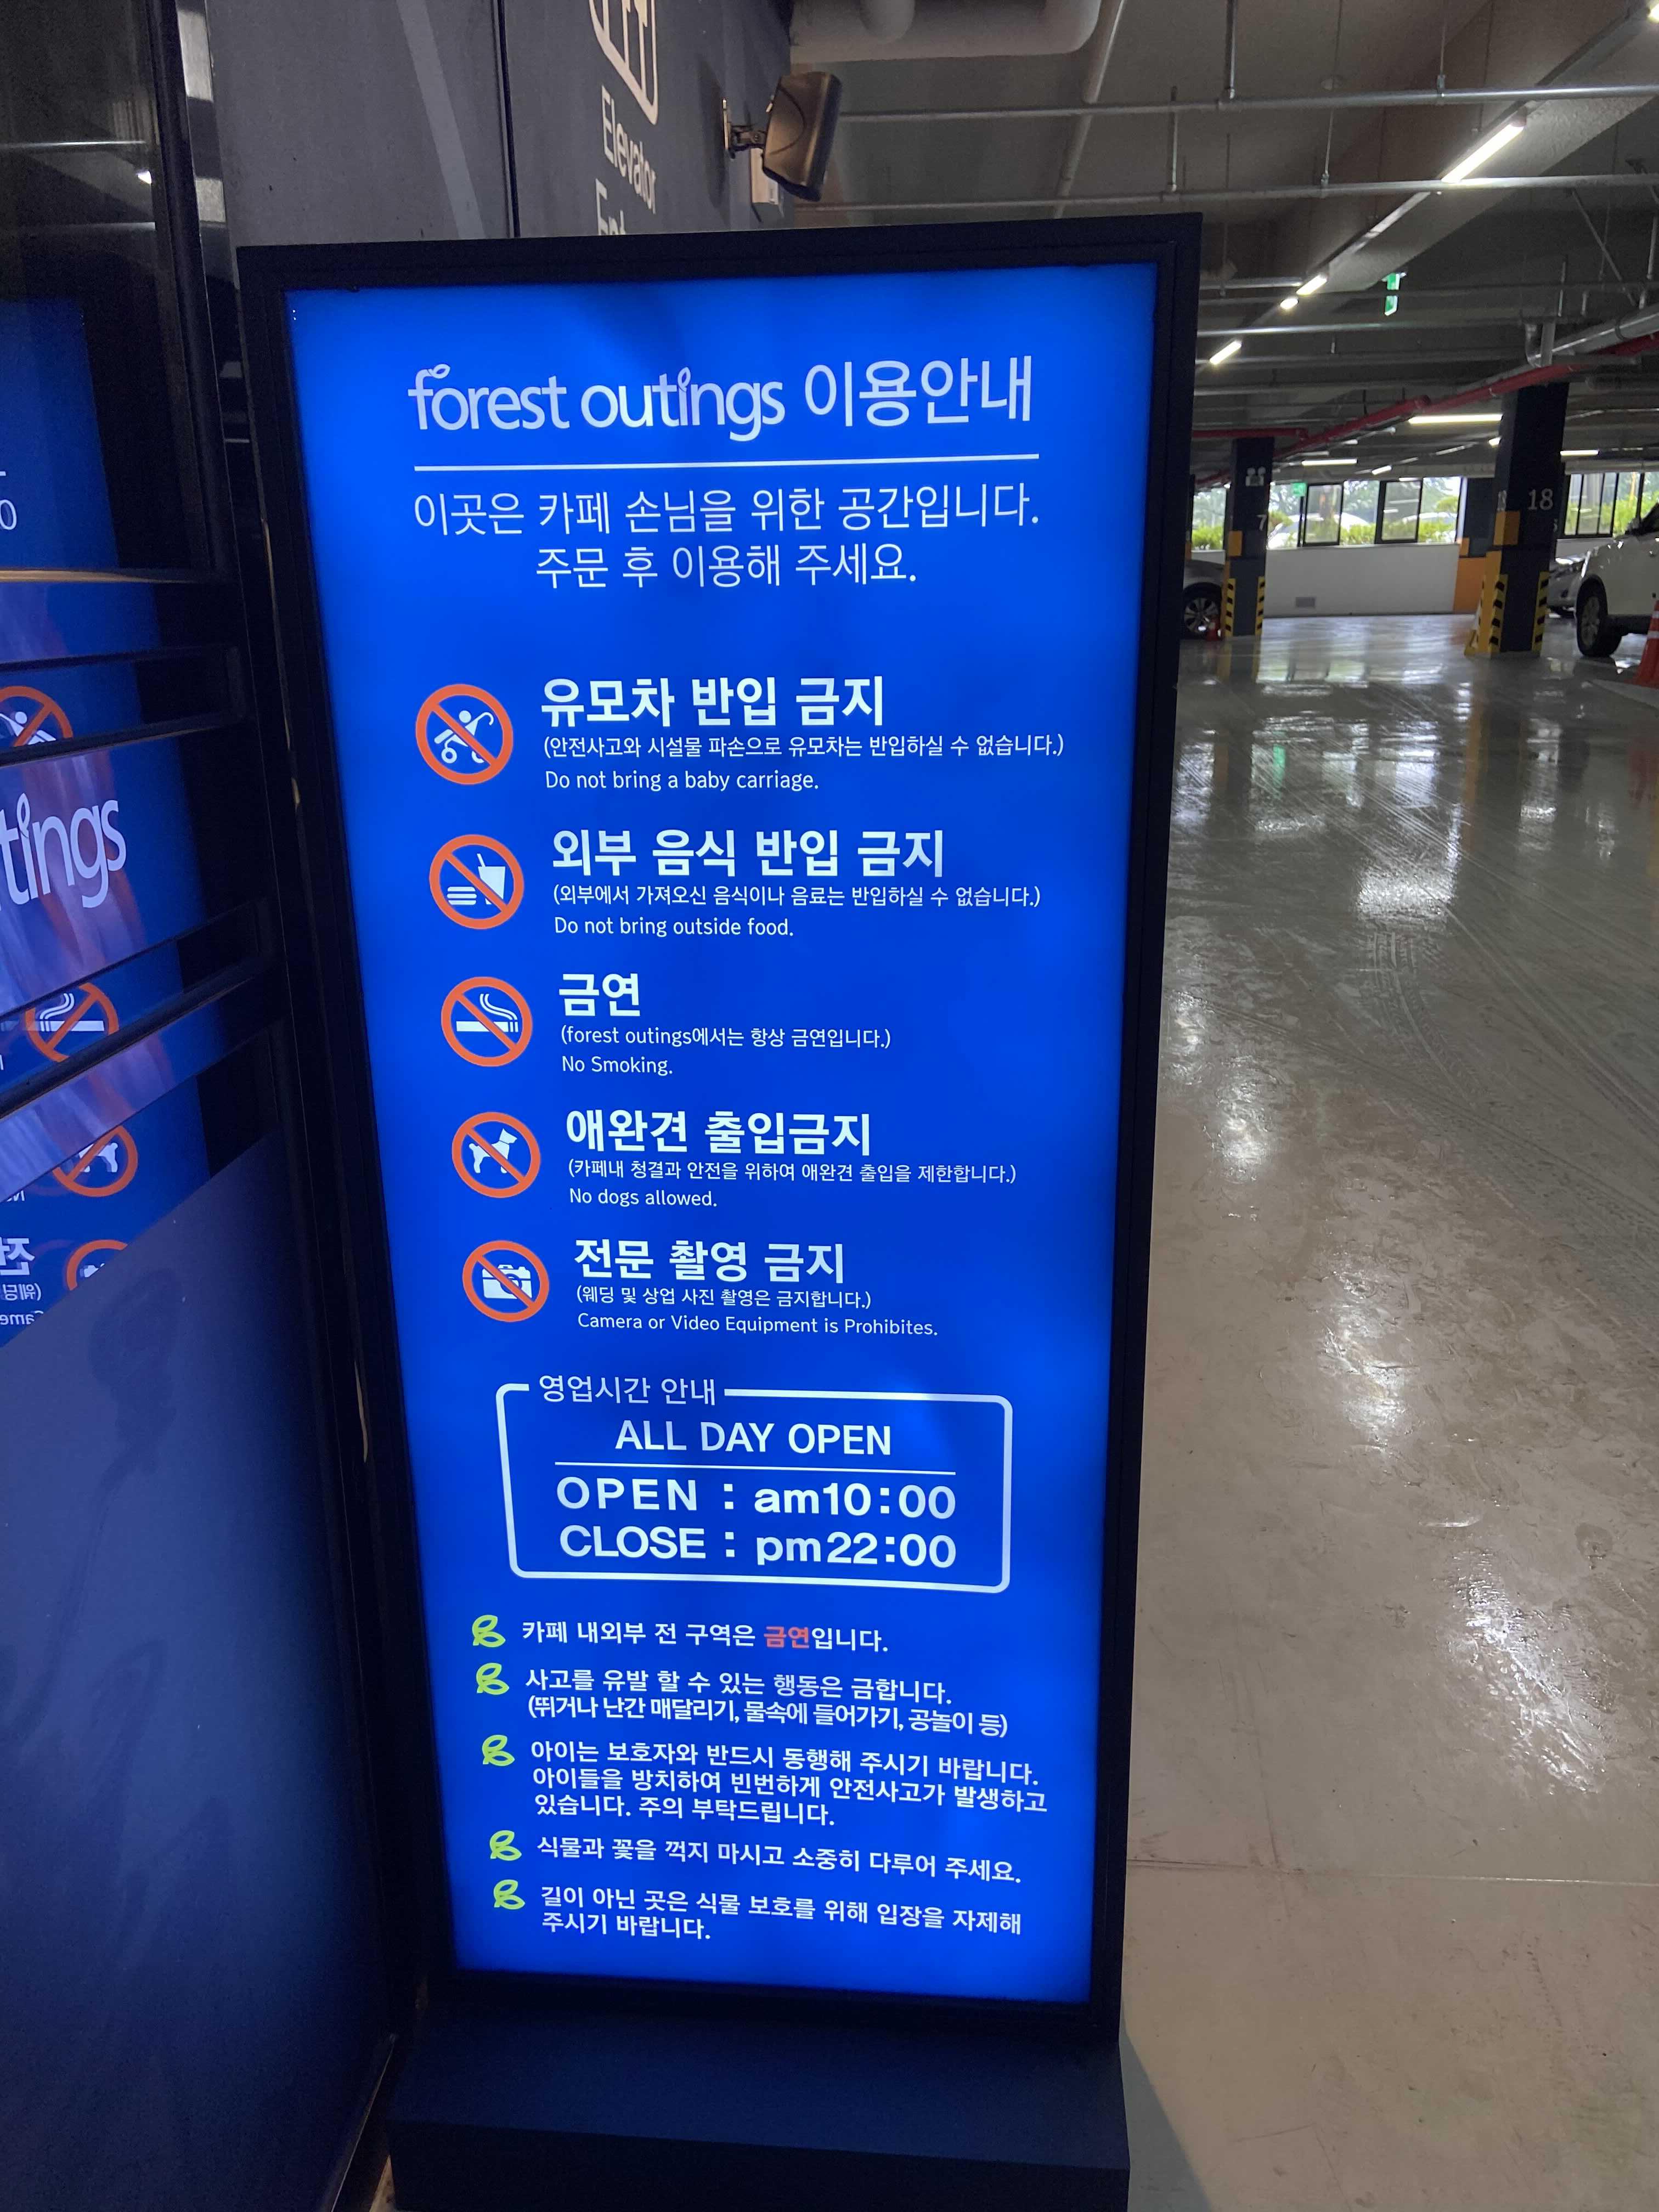 Elevator
forest outings 이용안내
이곳은 카페 손님을 위한 공간입니다.
주문 후 이용해 주세요.
유모차 반입 금지
(안전사고와 시설물 파손으로 유모차는 반입하실 수 없습니다.)
Do not bring a baby carriage.
외부 음식 반입 금지
(외부에서 가져오신 음식이나 음료는 반입하실 수 없습니다.)
Do not bring outside food.
금연
(forest outings에서는 항상 금연입니다.)
No Smoking.
애완견 출입금지
(카페내 청결과 안전을 위하여 애완견 출입을 제한합니다.)
No dogs allowed.
전문 촬영 금지
(웨딩 및 상업 사진 촬영은 금지합니다.)
Camera or Video Equipment is Prohibites.
영업시간 안내
ALL DAY OPEN
OPEN : am10:00
CLOSE : pm22:00
카페 내외부 전 구역은 금연입니다.
사고를 유발 할 수 있는 행동은 금합니다.
(뛰거나 난간 매달리기, 물속에 들어가기, 공놀이 등)
아이는 보호자와 반드시 동행해 주시기 바랍니다.
아이들을 방치하여 빈번하게 안전사고가 발생하고
있습니다. 주의 부탁드립니다.
식물과 꽃을 꺽지 마시고 소중히 다루어 주세요.
길이 아닌 곳은 식물 보호를 위해 입장을 자제해
주시기 바랍니다.
18
7